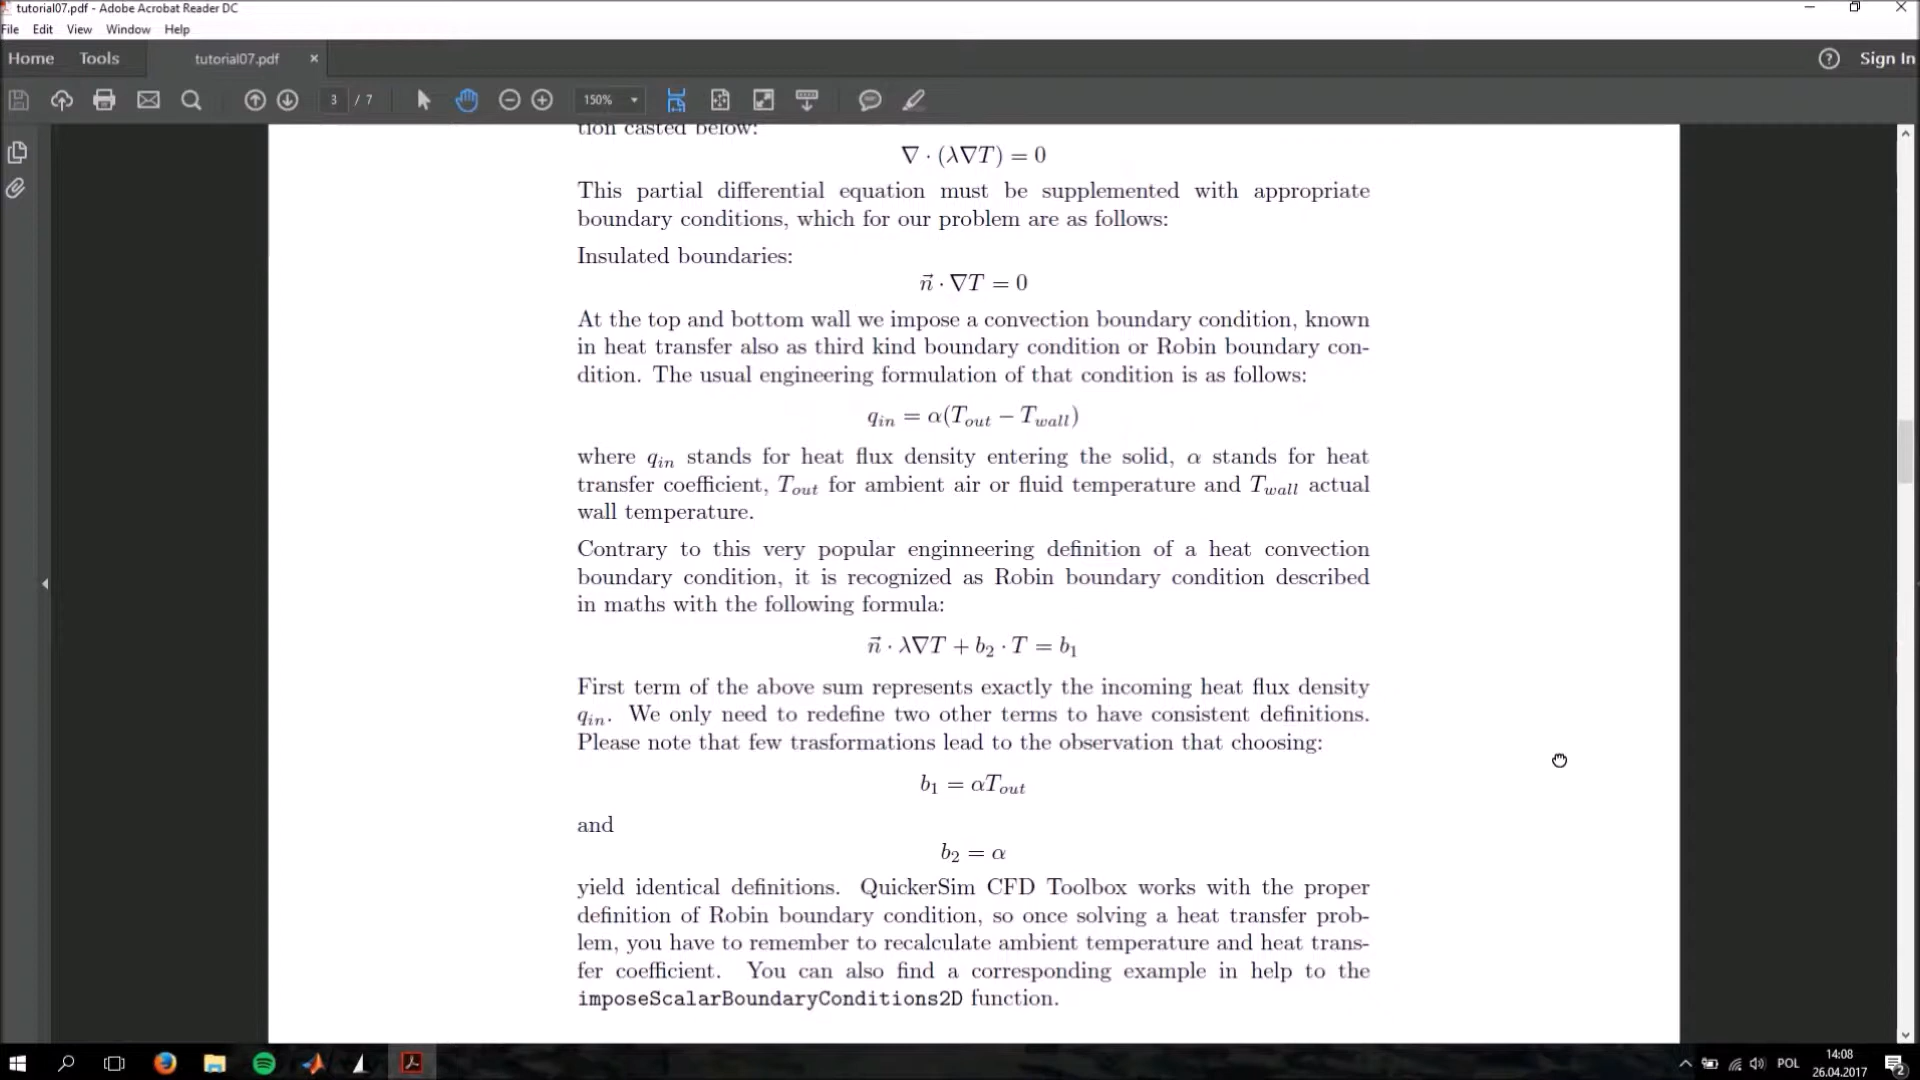 tutorial07.pdf - Adobe Acrobat Reader DC
File Edit View Window Help
Home Tools tutorial07.pdf × Sign In
3 / 7 150%
tion casted below:
∇ · (λ∇T) = 0
This partial differential equation must be supplemented with appropriate
boundary conditions, which for our problem are as follows:
Insulated boundaries:
n⃗ · ∇T = 0
At the top and bottom wall we impose a convection boundary condition, known
in heat transfer also as third kind boundary condition or Robin boundary con-
dition. The usual engineering formulation of that condition is as follows:
q_in = α(T_out − T_wall)
where q_in stands for heat flux density entering the solid, α stands for heat
transfer coefficient, T_out for ambient air or fluid temperature and T_wall actual
wall temperature.
Contrary to this very popular enginneering definition of a heat convection
boundary condition, it is recognized as Robin boundary condition described
in maths with the following formula:
n⃗ · λ∇T + b₂ · T = b₁
First term of the above sum represents exactly the incoming heat flux density
q_in. We only need to redefine two other terms to have consistent definitions.
Please note that few trasformations lead to the observation that choosing:
b₁ = αT_out
and
b₂ = α
yield identical definitions. QuickerSim CFD Toolbox works with the proper
definition of Robin boundary condition, so once solving a heat transfer prob-
lem, you have to remember to recalculate ambient temperature and heat trans-
fer coefficient. You can also find a corresponding example in help to the
imposeScalarBoundaryConditions2D function.
POL
14:08
26.04.2017
2